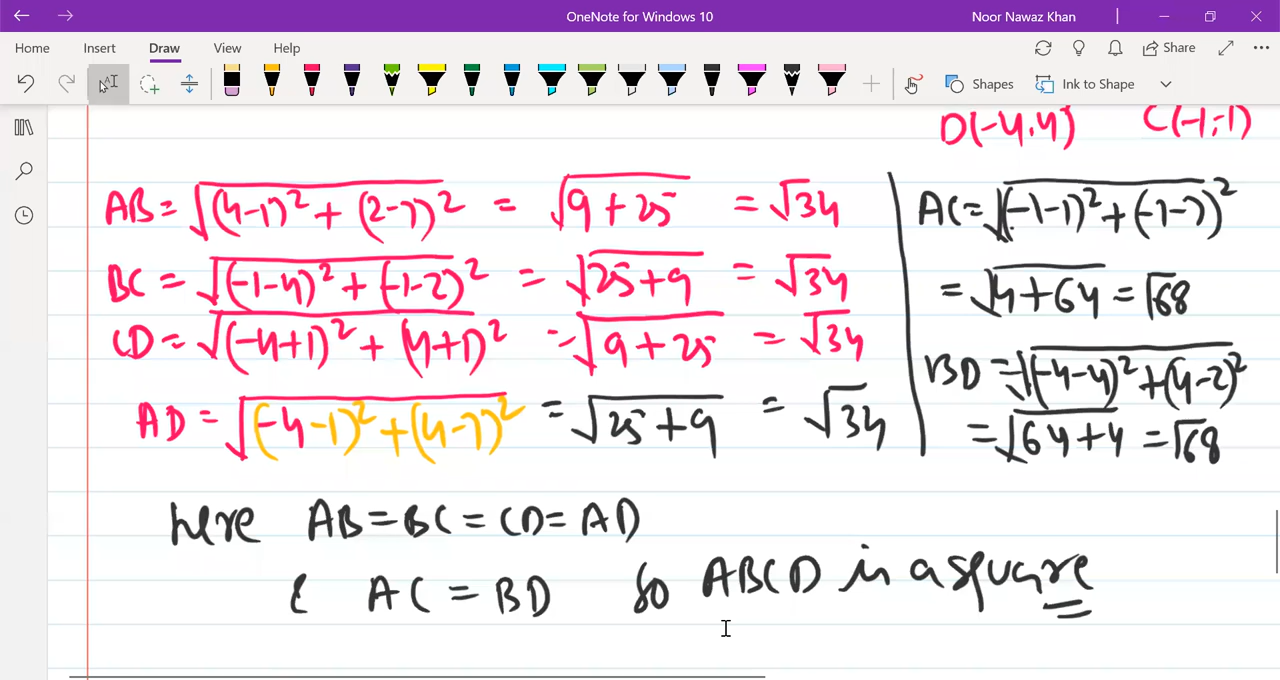 OneNote for Windows 10
Noor Nawaz Khan
Home Insert Draw View Help
Share
Shapes Ink to Shape
D(-4,4) C(-1,-1)
AB = √(4-1)² + (2-7)² = √9+25 = √34
BC = √(-1-4)² + (-1-2)² = √25+9 = √34
CD = √(-4+1)² + (4+1)² = √9+25 = √34
AD = √(-4-1)² + (4-7)² = √25+9 = √34
AC = √(-1-1)² + (-1-7)²
= √4+64 = √68
BD = √(-4-4)² + (4-2)²
= √64+4 = √68
here AB = BC = CD = AD
& AC = BD so ABCD is a square